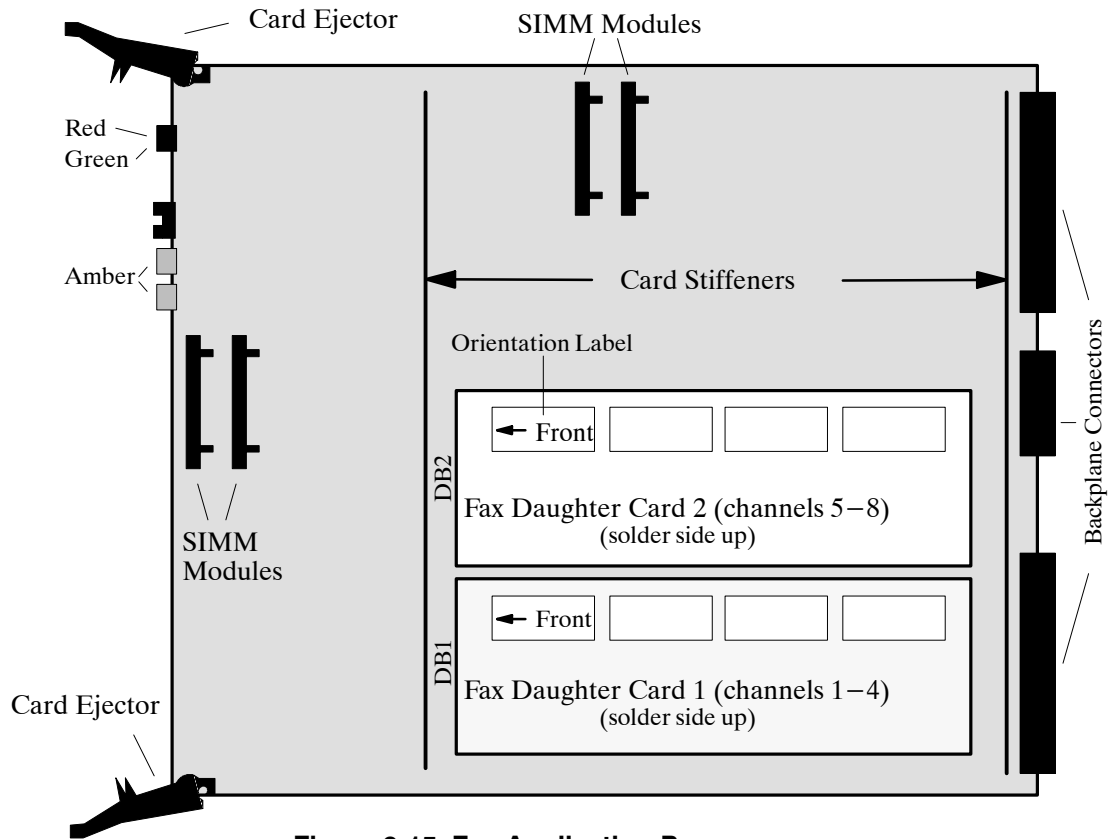 Card Ejector
SIMM Modules
Red
Green
Amber
Card Stiffeners
Orientation Label
Backplane Connectors
Front
DB2
Fax Daughter Card 2 (channels 5–8)
(solder side up)
SIMM
Modules
Front
DB1
Fax Daughter Card 1 (channels 1–4)
(solder side up)
Card Ejector